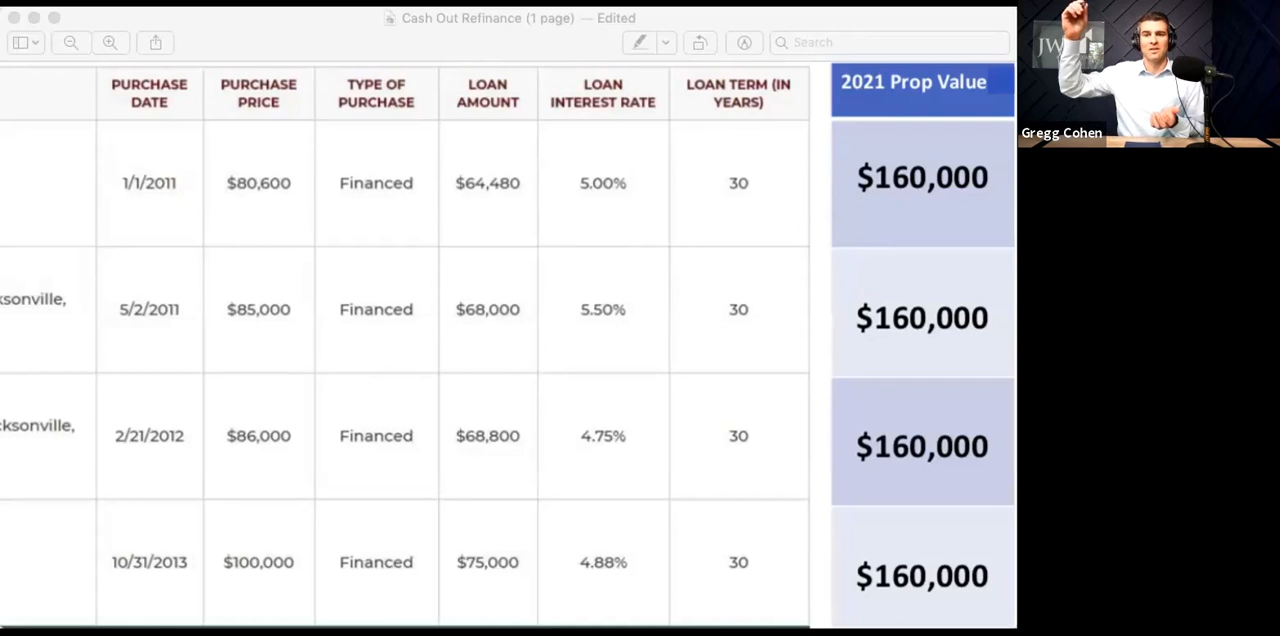 Cash Out Refinance (1 page) — Edited
Search
PURCHASE DATE PURCHASE PRICE TYPE OF PURCHASE LOAN AMOUNT LOAN INTEREST RATE LOAN TERM (IN YEARS) 2021 Prop Value
1/1/2011 $80,600 Financed $64,480 5.00% 30 $160,000
ksonville, 5/2/2011 $85,000 Financed $68,000 5.50% 30 $160,000
cksonville, 2/21/2012 $86,000 Financed $68,800 4.75% 30 $160,000
10/31/2013 $100,000 Financed $75,000 4.88% 30 $160,000
JW
Gregg Cohen